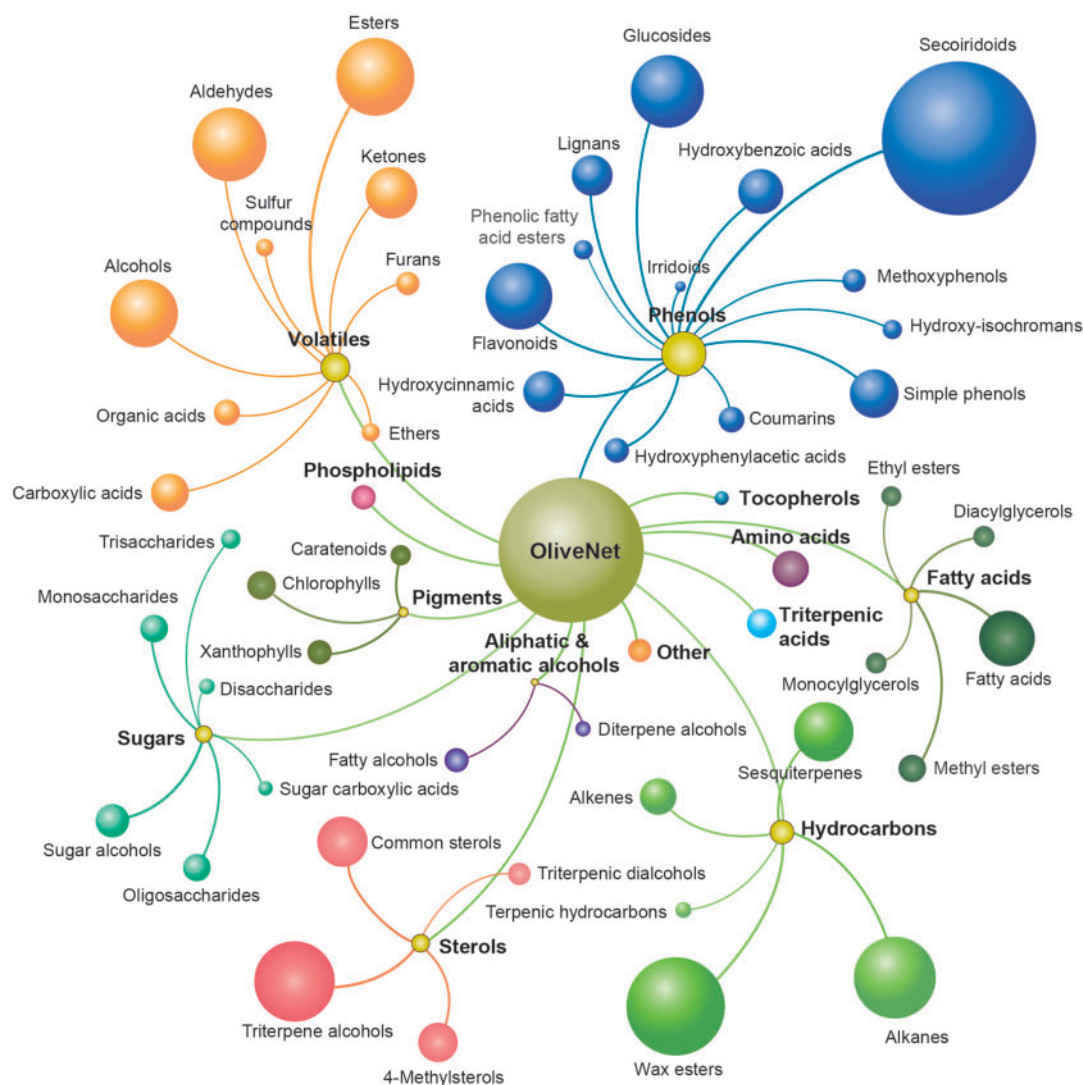 Esters
Glucosides
Secoiridoids
Aldehydes
Lignans
Hydroxybenzoic acids
Ketones
Sulfur
compounds
Phenolic fatty
acid esters
Furans
Alcohols
Irridoids
Methoxyphenols
Phenols
Hydroxy-isochromans
Volatiles
Flavonoids
Hydroxycinnamic
acids
Simple phenols
Organic acids
Coumarins
Ethers
Hydroxyphenylacetic acids
Phospholipids
Ethyl esters
Carboxylic acids
Tocopherols
Diacylglycerols
Trisaccharides
Amino acids
Caratenoids
OliveNet
Chlorophylls
Fatty acids
Monosaccharides
Pigments
Triterpenic
acids
Aliphatic &
aromatic alcohols
Xanthophylls
Other
Fatty acids
Monocylglycerols
Disaccharides
Diterpene alcohols
Sugars
Fatty alcohols
Sesquiterpenes
Methyl esters
Sugar carboxylic acids
Alkenes
Hydrocarbons
Common sterols
Sugar alcohols
Triterpenic dialcohols
Oligosaccharides
Terpenic hydrocarbons
Sterols
Triterpene alcohols
Alkanes
Wax esters
4-Methylsterols